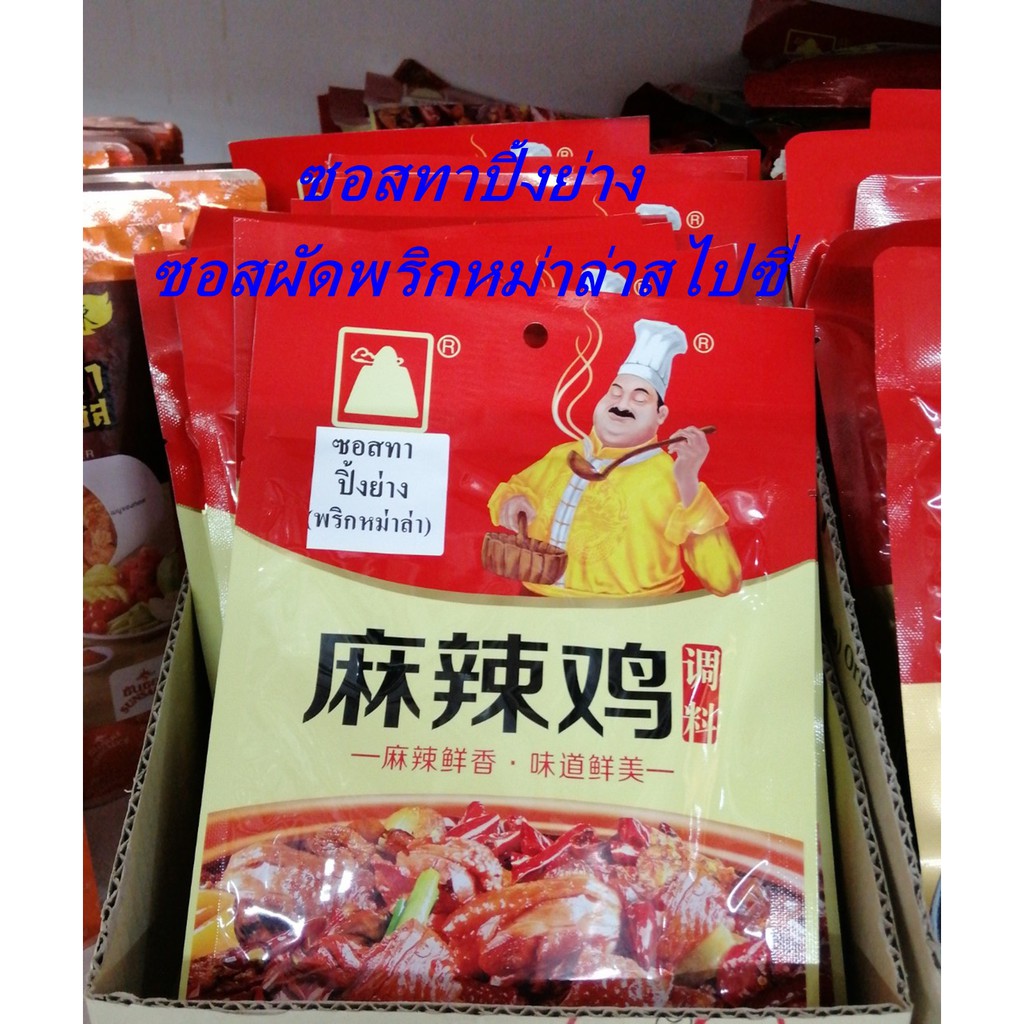 ซอสทาปิ้งย่าง
ซอสผัดพริกหม่าล่าสไปซี่
®
®
®
®
®
ซอสทา
ปิ้งย่าง
(พริกหม่าล่า)
麻辣鸡
调料
—麻辣鲜香·味道鲜美—